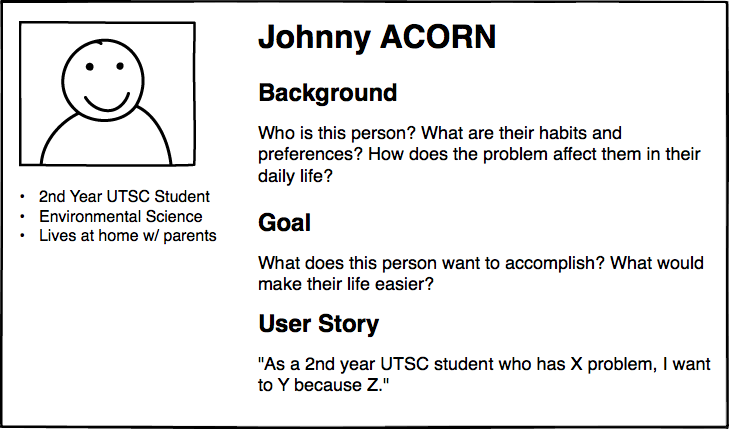 Johnny ACORN
Background
Who is this person? What are their habits and
preferences? How does the problem affect them in their
daily life?
• 2nd Year UTSC Student
• Environmental Science
• Lives at home w/ parents
Goal
What does this person want to accomplish? What would
make their life easier?
User Story
"As a 2nd year UTSC student who has X problem, I want
to Y because Z."